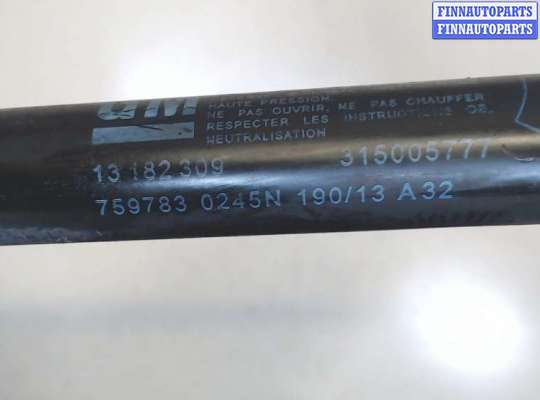 FINNAUTOPARTS
FINNAUTOPARTS
GM
HAUTE PRESSION.
NE PAS OUVRIR. NE PAS CHAUFFER
RESPECTER LES INSTRUCTIONS DE.
NEUTRALISATION
13 182 309 315005777
759783 0245N 190/13 A32